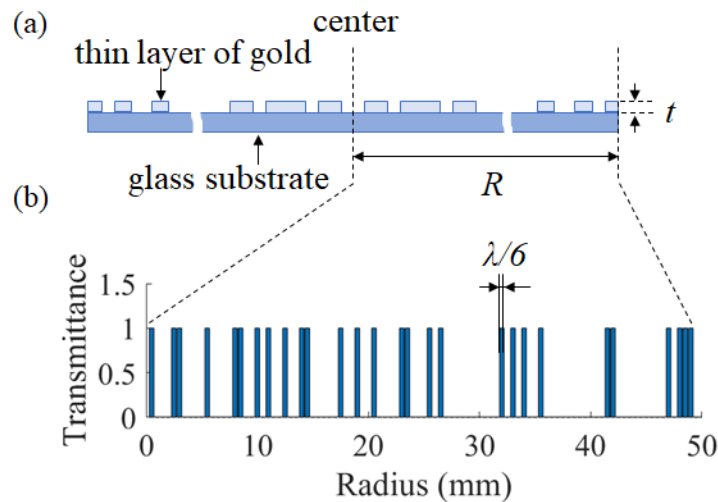 (a)
center
thin layer of gold
t
glass substrate
R
(b)
λ/6
Transmittance
1.5
1
0.5
0
0 10 20 30 40 50
Radius (mm)